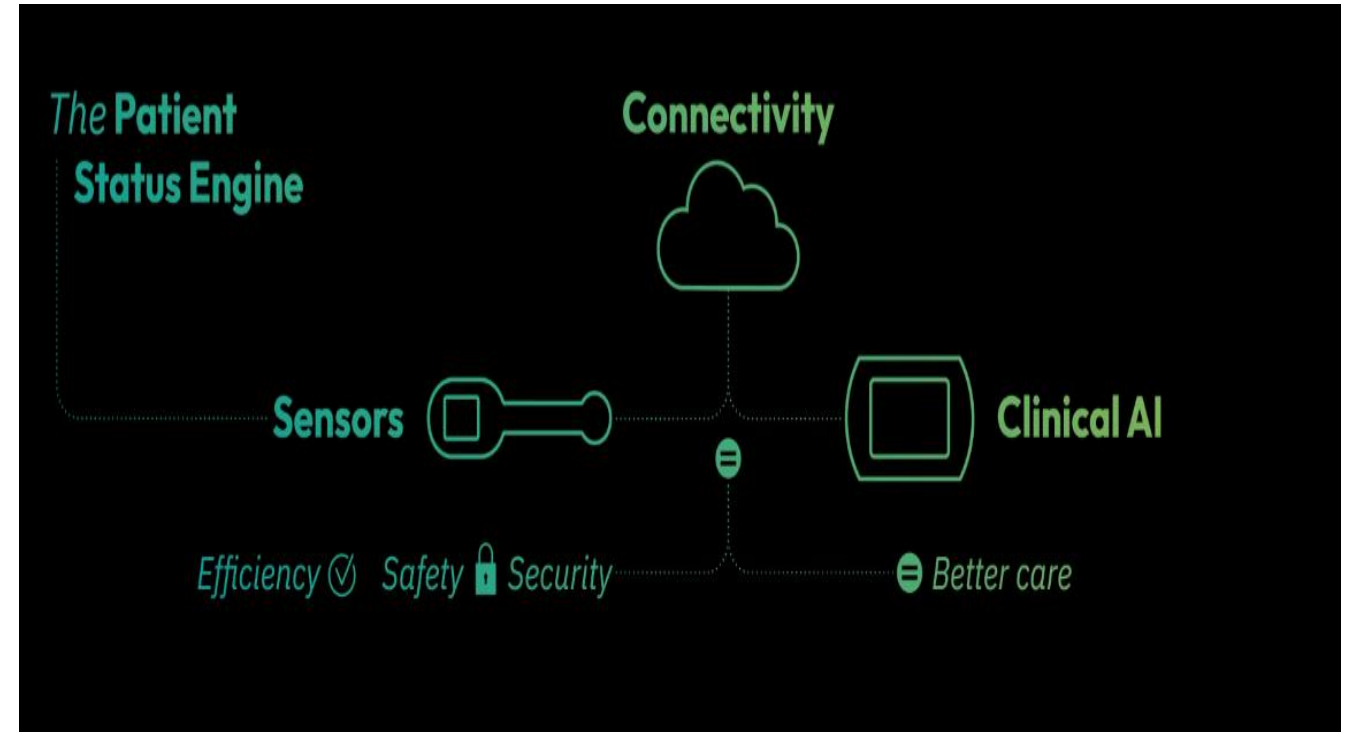 The Patient
Status Engine
Connectivity
Sensors
Clinical AI
=
Efficiency Safety Security
= Better care